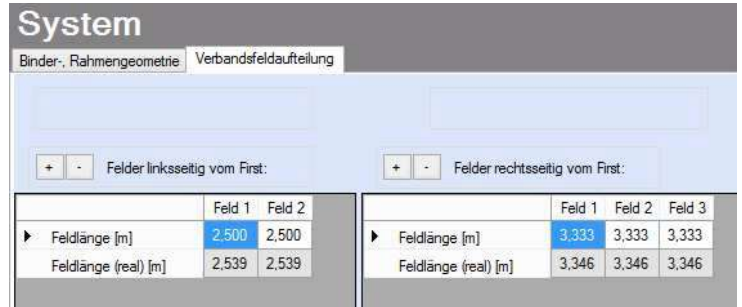 System
Binder-, Rahmengeometrie Verbandsfeldaufteilung
+ - Felder linksseitig vom First: + - Felder rechtsseitig vom First:
Feld 1 Feld 2 Feld 1 Feld 2 Feld 3
Feldlänge [m] 2,500 2,500 Feldlänge [m] 3,333 3,333 3,333
Feldlänge (real) [m] 2,539 2,539 Feldlänge (real) [m] 3,346 3,346 3,346